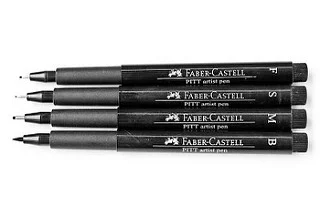 FABER-CASTELL F
PITT artist pen
FABER-CASTELL S
PITT artist pen
FABER-CASTELL M
PITT artist pen
FABER-CASTELL B
PITT artist pen